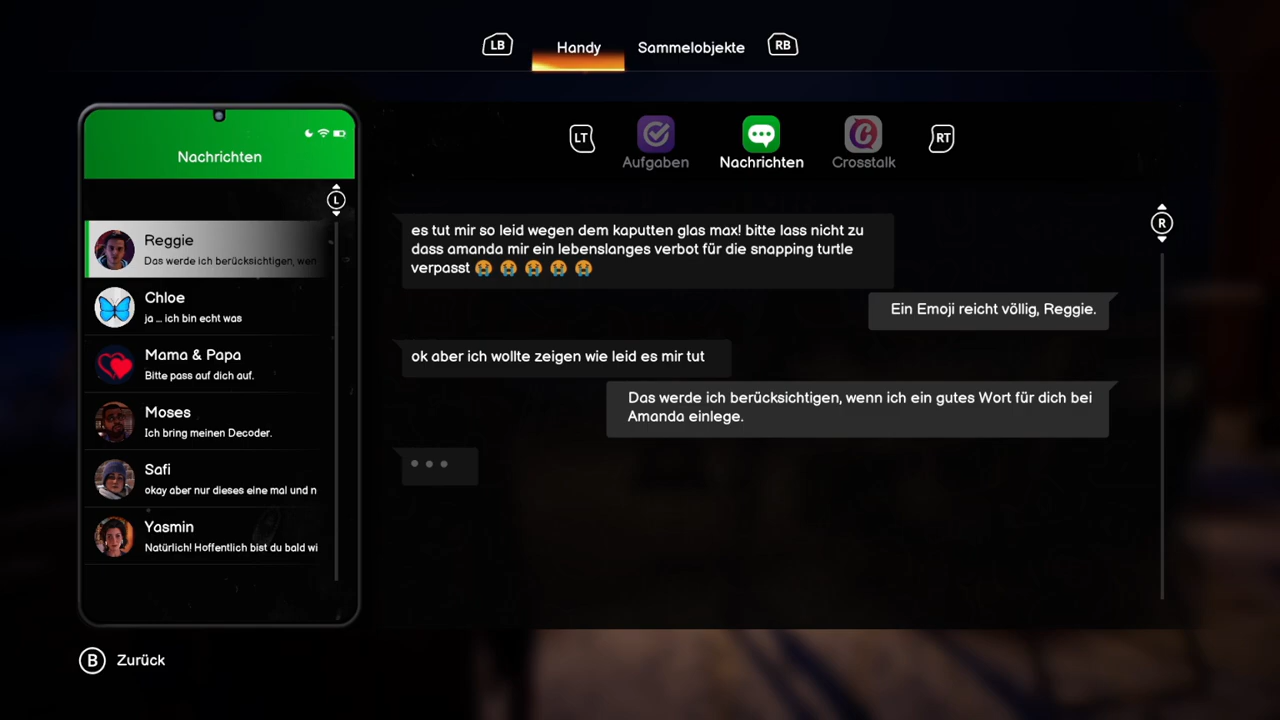 LB
Handy
Sammelobjekte
RB
Nachrichten
L
Reggie
Das werde ich berücksichtigen, wen
Chloe
ja ... ich bin echt was
Mama & Papa
Bitte pass auf dich auf.
Moses
Ich bring meinen Decoder.
Safi
okay aber nur dieses eine mal und n
Yasmin
Natürlich! Hoffentlich bist du bald wi
LT
Aufgaben
Nachrichten
Crosstalk
RT
R
es tut mir so leid wegen dem kaputten glas max! bitte lass nicht zu
dass amanda mir ein lebenslanges verbot für die snapping turtle
verpasst 😭 😭 😭 😭 😭
Ein Emoji reicht völlig, Reggie.
ok aber ich wollte zeigen wie leid es mir tut
Das werde ich berücksichtigen, wenn ich ein gutes Wort für dich bei
Amanda einlege.
• • •
B
Zurück